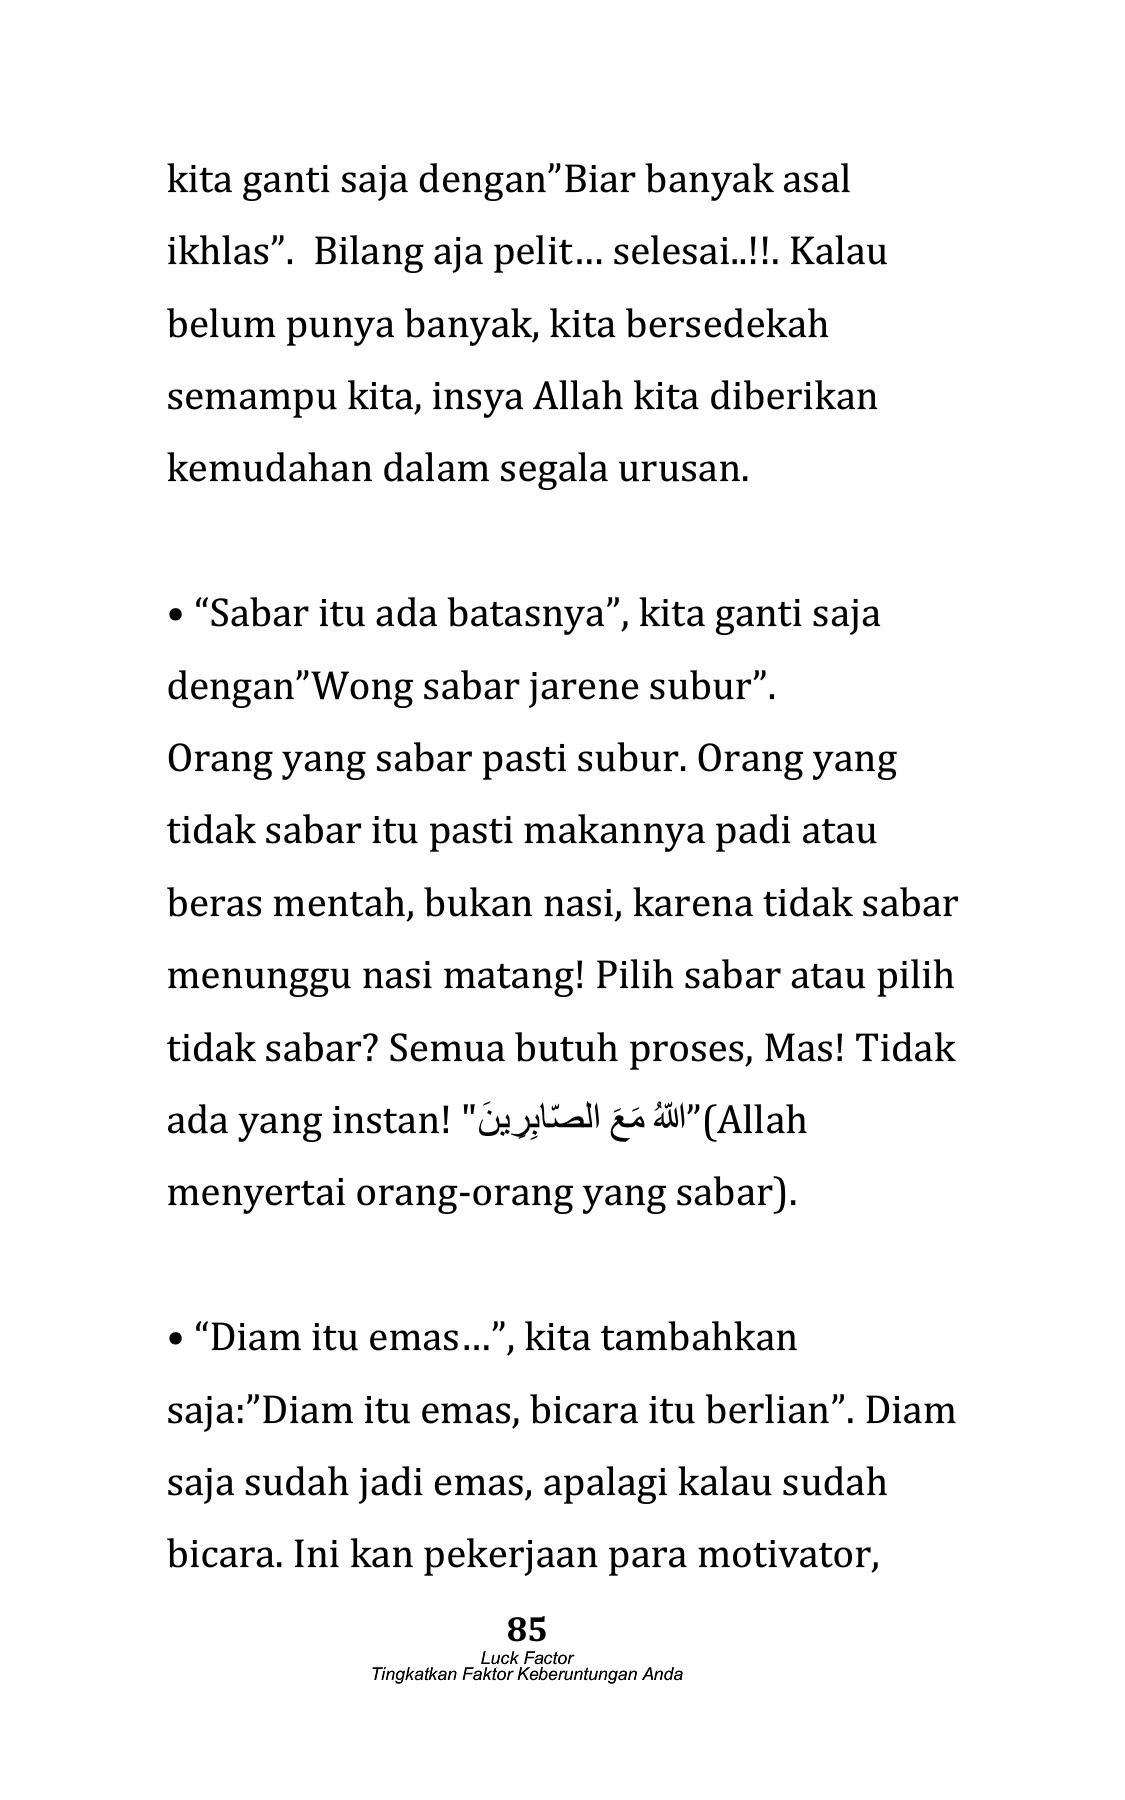 kita ganti saja dengan”Biar banyak asal
ikhlas”.  Bilang aja pelit… selesai..!!. Kalau
belum punya banyak, kita bersedekah
semampu kita, insya Allah kita diberikan
kemudahan dalam segala urusan.
• “Sabar itu ada batasnya”, kita ganti saja
dengan”Wong sabar jarene subur”.
Orang yang sabar pasti subur. Orang yang
tidak sabar itu pasti makannya padi atau
beras mentah, bukan nasi, karena tidak sabar
menunggu nasi matang! Pilih sabar atau pilih
tidak sabar? Semua butuh proses, Mas! Tidak
ada yang instan! "اللّهُ مَعَ الصّابِرِينَ”(Allah
menyertai orang-orang yang sabar).
• “Diam itu emas…”, kita tambahkan
saja:”Diam itu emas, bicara itu berlian”. Diam
saja sudah jadi emas, apalagi kalau sudah
bicara. Ini kan pekerjaan para motivator,
85
Luck Factor
Tingkatkan Faktor Keberuntungan Anda